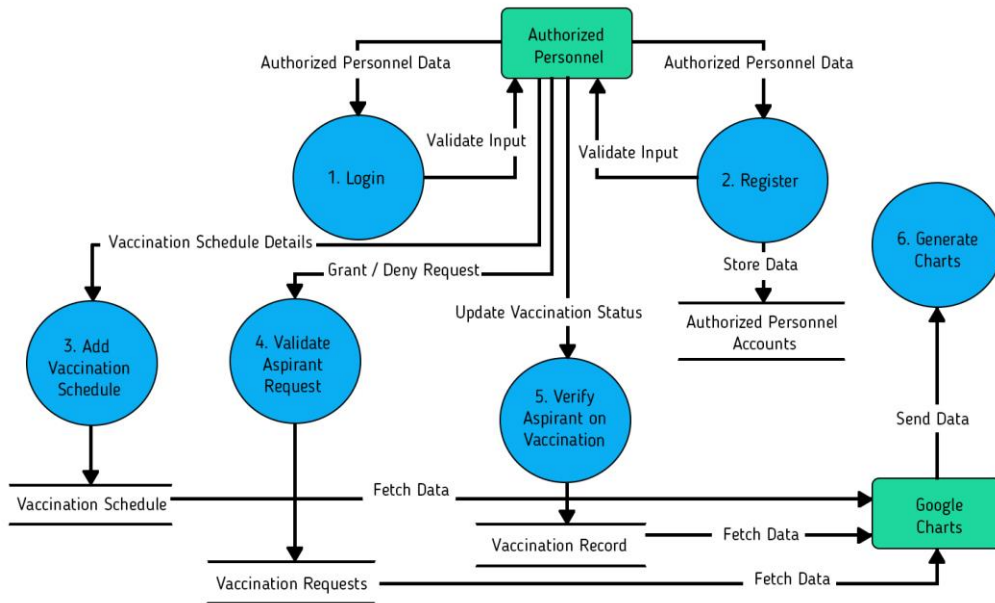 Authorized
Personnel
Authorized Personnel Data
Authorized Personnel Data
Validate Input
Validate Input
1. Login
2. Register
6. Generate
Charts
Vaccination Schedule Details
Grant / Deny Request
Store Data
Update Vaccination Status
Authorized Personnel
Accounts
3. Add
Vaccination
Schedule
4. Validate
Aspirant
Request
5. Verify
Aspirant on
Vaccination
Send Data
Vaccination Schedule
Fetch Data
Google
Charts
Vaccination Record
Fetch Data
Vaccination Requests
Fetch Data